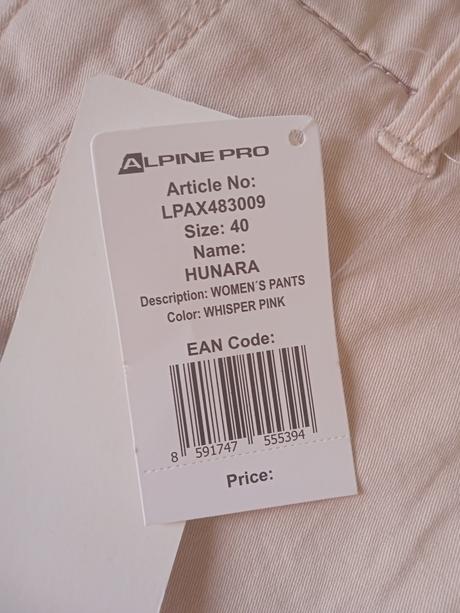 ALPINE PRO
Article No:
LPAX483009
Size: 40
Name:
HUNARA
Description: WOMEN´S PANTS
Color: WHISPER PINK
EAN Code:
8 591747 555394
Price: